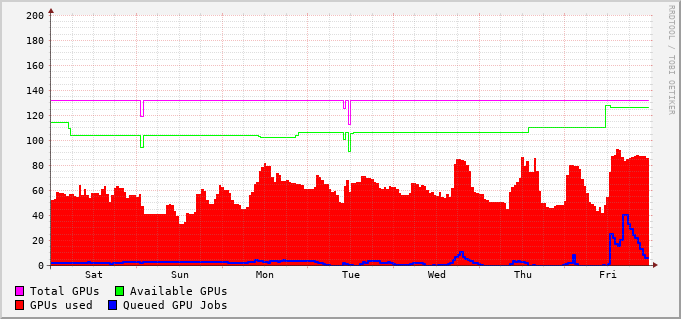 200
180
160
140
120
100
80
60
40
20
0
Sat Sun Mon Tue Wed Thu Fri
Total GPUs Available GPUs
GPUs used Queued GPU Jobs
RRDTOOL / TOBI OETIKER